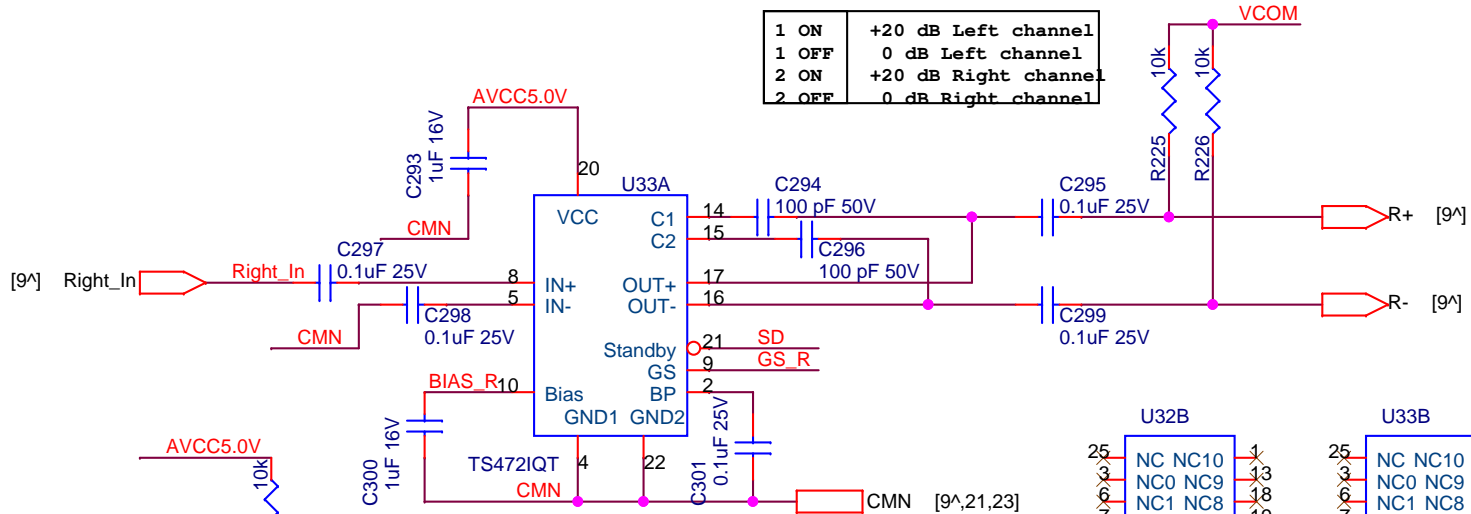 VCOM
1 ON +20 dB Left channel
1 OFF 0 dB Left channel
2 ON +20 dB Right channel
2 OFF 0 dB Right channel
10k
10k
R225
R226
AVCC5.0V
C293
1uF 16V
CMN
20
U33A
VCC
C1
C2
14
15
C294
100 pF 50V
C296
100 pF 50V
C295
0.1uF 25V
R+ [9^]
[9^] Right_In
Right_In
C297
0.1uF 25V
8
IN+
OUT+
17
5
IN-
OUT-
16
C298
0.1uF 25V
CMN
C299
0.1uF 25V
R- [9^]
Standby
21
SD
GS
9
GS_R
BIAS_R
10
Bias
BP
2
GND1 GND2
C300
1uF 16V
TS472IQT
4
22
C301
0.1uF 25V
CMN
CMN [9^,21,23]
AVCC5.0V
10k
U32B
25 NC NC10 1
3 NC0 NC9 13
6 NC1 NC8 18
U33B
25 NC NC10
3 NC0 NC9
6 NC1 NC8